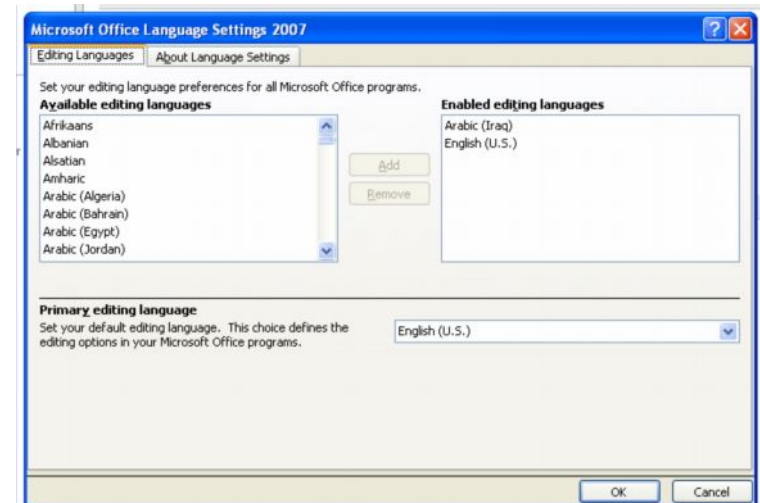 Microsoft Office Language Settings 2007
Editing Languages
About Language Settings
Set your editing language preferences for all Microsoft Office programs.
Available editing languages
Enabled editing languages
Afrikaans
Albanian
Alsatian
Amharic
Arabic (Algeria)
Arabic (Bahrain)
Arabic (Egypt)
Arabic (Jordan)
Add
Remove
Arabic (Iraq)
English (U.S.)
Primary editing language
Set your default editing language. This choice defines the
editing options in your Microsoft Office programs.
English (U.S.)
OK
Cancel